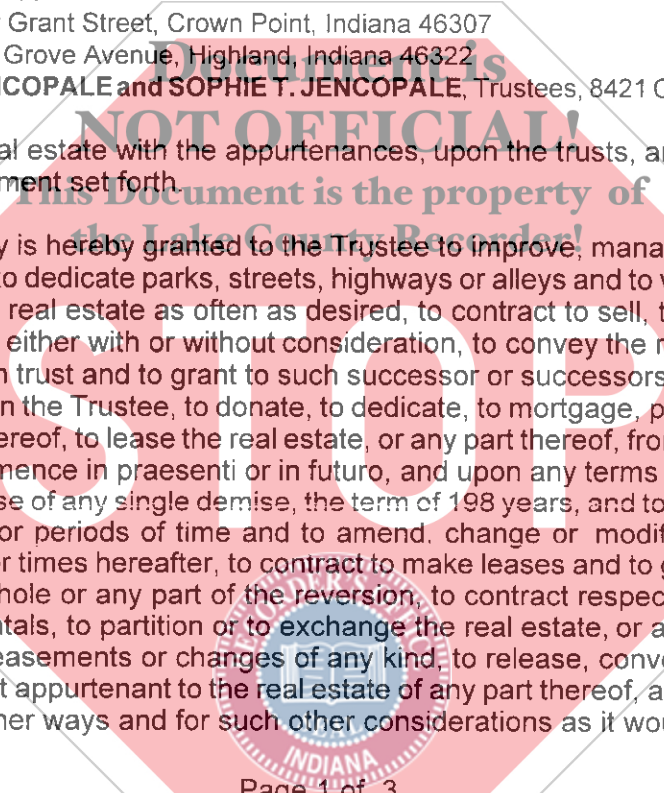 Grant Street, Crown Point, Indiana 46307
Grove Avenue, Highland, Indiana 46322
Document is
NCOPALE and SOPHIE T. JENCOPALE, Trustees, 8421 C
NOT OFFICIAL!
al estate with the appurtenances, upon the trusts, an
ment set forth.
This Document is the property of
the Lake County Recorder!
y is hereby granted to the Trustee to improve, mana
to dedicate parks, streets, highways or alleys and to v
real estate as often as desired, to contract to sell, t
either with or without consideration, to convey the r
n trust and to grant to such successor or successors
n the Trustee, to donate, to dedicate, to mortgage, p
ereof, to lease the real estate, or any part thereof, fro
mence in praesenti or in futuro, and upon any terms
se of any single demise, the term of 198 years, and to
or periods of time and to amend, change or modif
r times hereafter, to contract to make leases and to g
hole or any part of the reversion, to contract respec
tals, to partition or to exchange the real estate, or a
easements or changes of any kind, to release, conve
t appurtenant to the real estate of any part thereof, a
her ways and for such other considerations as it wou
STOP
RECORDER'S OFFICE
SEAL
INDIANA
Page 1 of 3